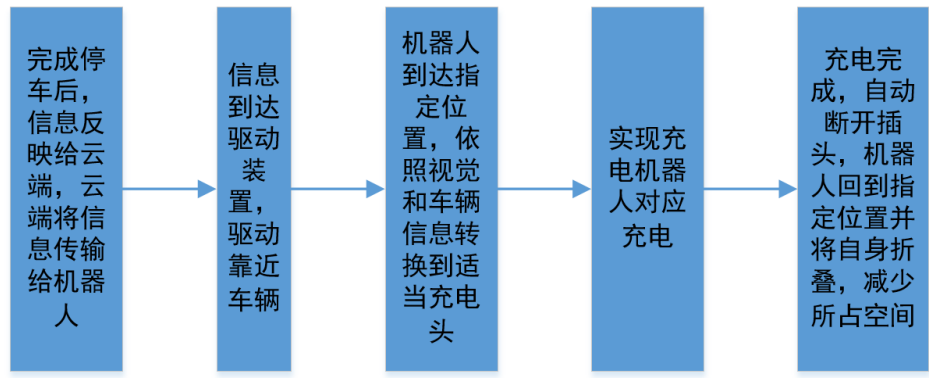 完成停
车后，
信息反
映给云
端，云
端将信
息传输
给机器
人
信息
到达
驱动
装
置，
驱动
靠近
车辆
机器人
到达指
定位
置，依
照视觉
和车辆
信息转
换到适
当充电
头
实现充
电机器
人对应
充电
充电完
成，自动
断开插
头，机器
人回到指
定位置并
将自身折
叠，减少
所占空间